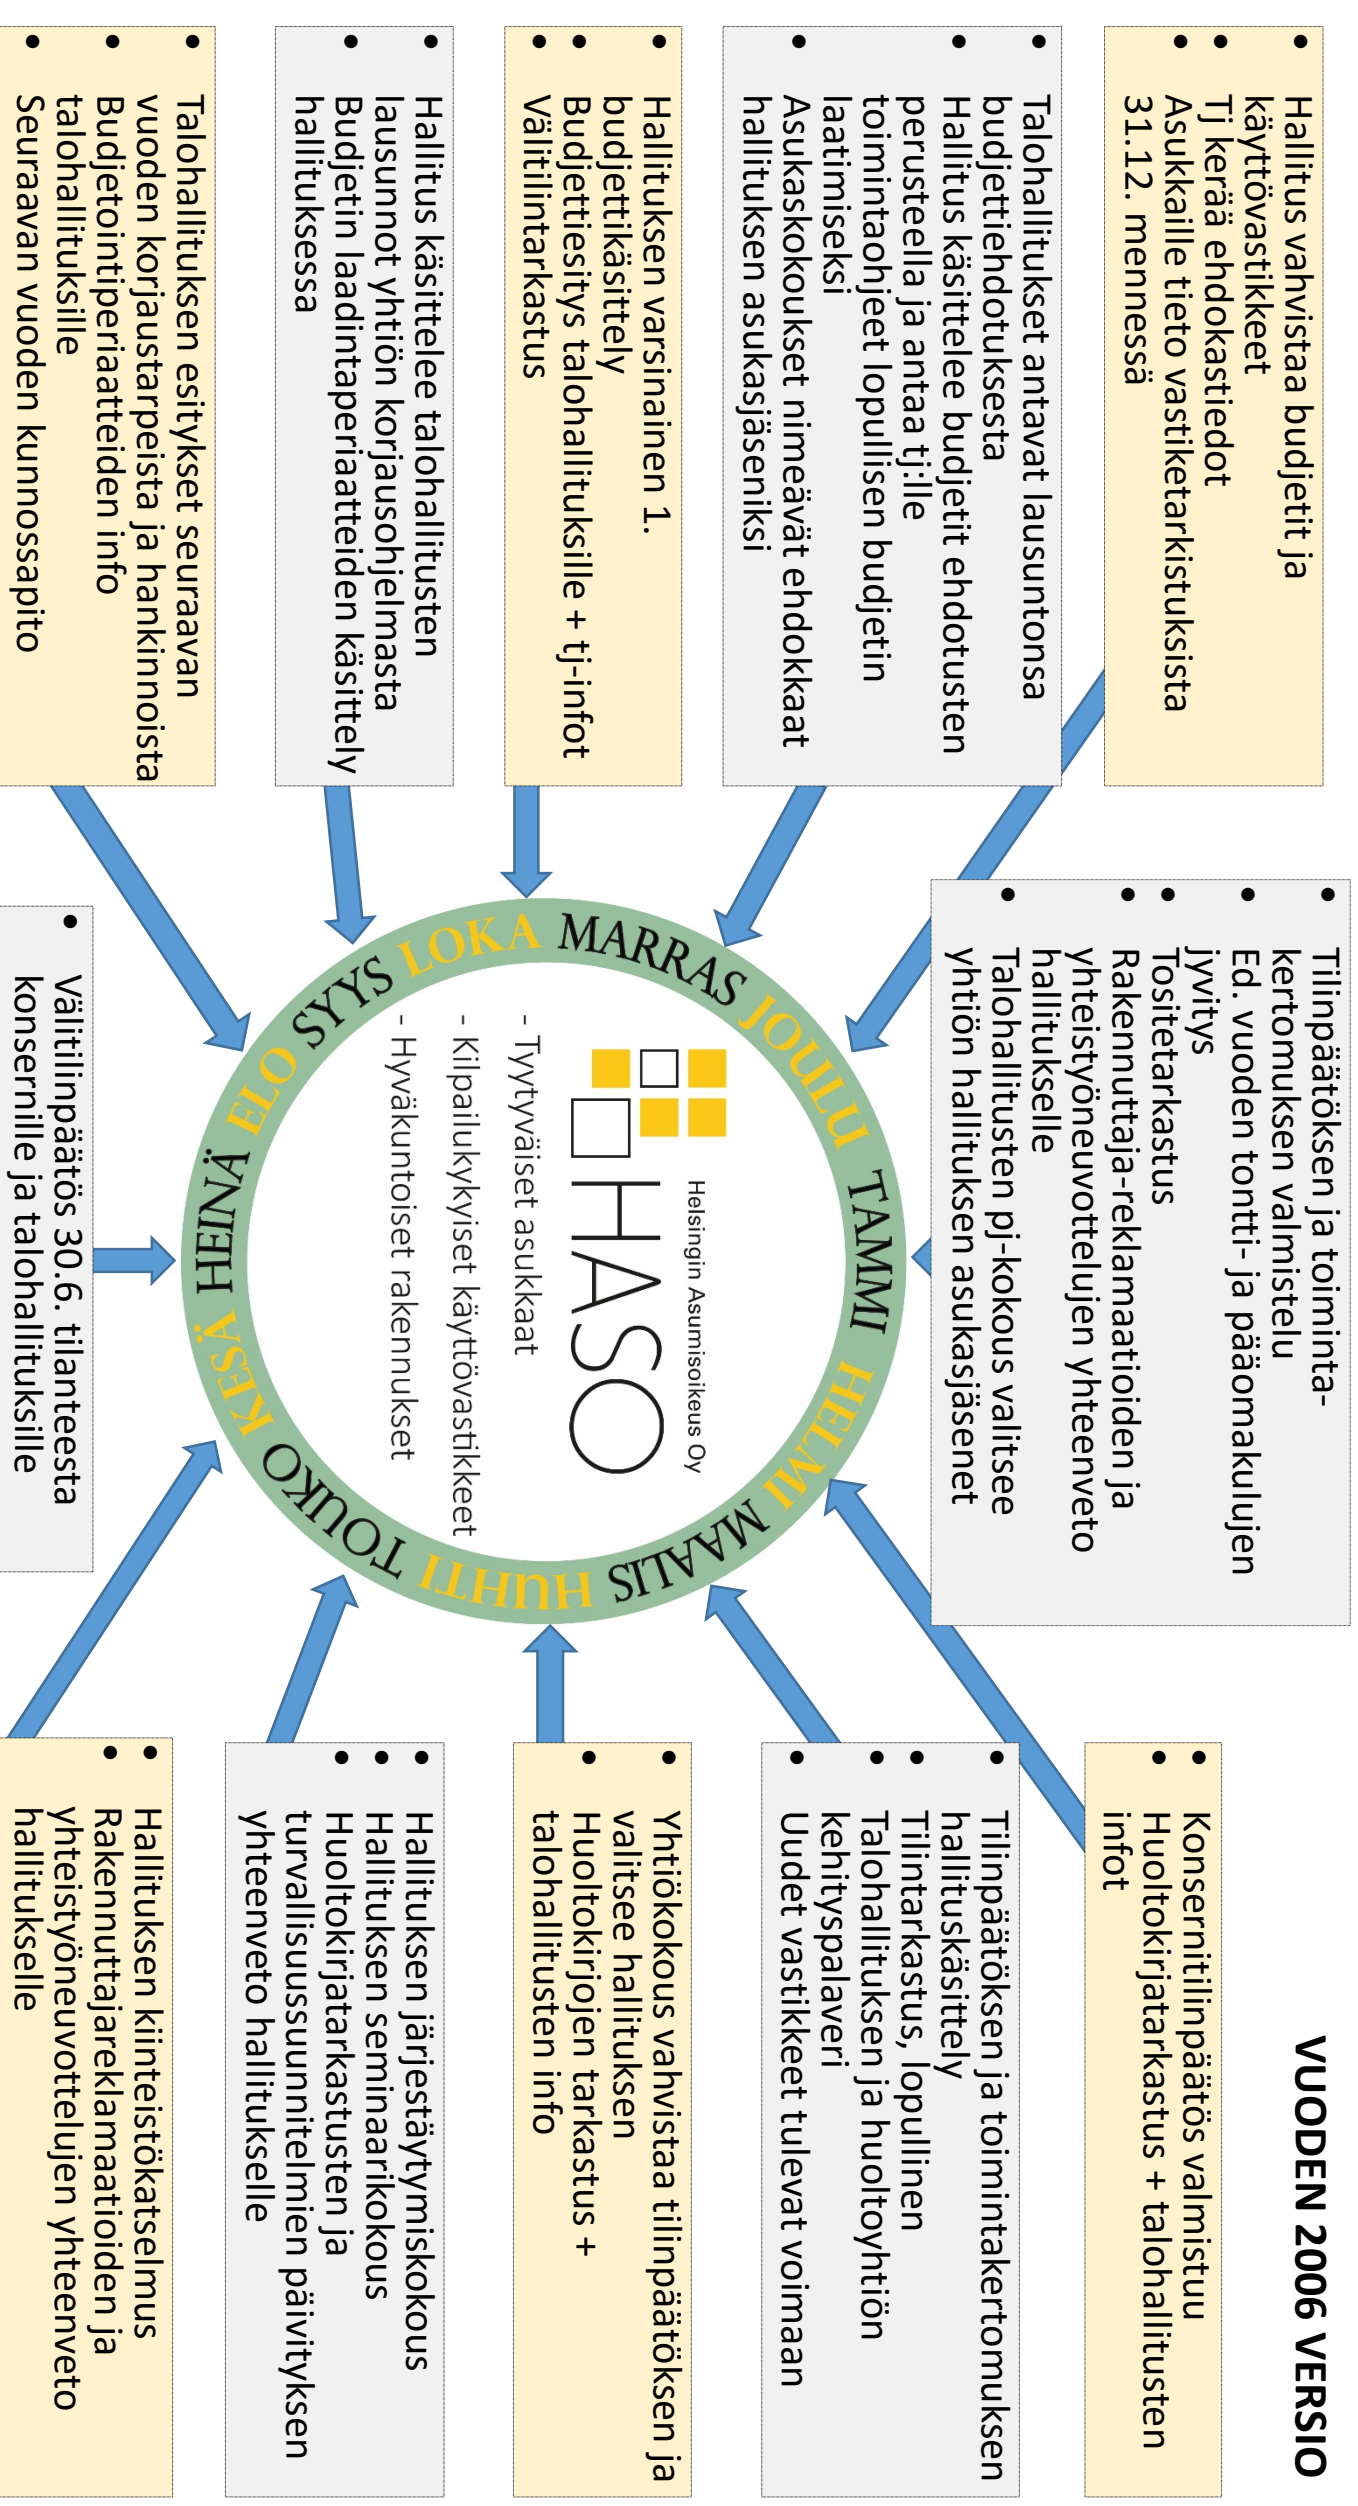 VUODEN 2006 VERSIO
Tilinpäätöksen ja toiminta-
kertomuksen valmistelu
Ed. vuoden tontti- ja pääomakulujen
jyvitys
Tositetarkastus
Rakennuttaja-reklamaatioiden ja
yhteistyöneuvottelujen yhteenveto
hallitukselle
Talohallitusten pj-kokous valitsee
yhtiön hallituksen asukasjäsenet
Konsernitilinpäätös valmistuu
Huoltokirjatarkastus + talohallitusten
infot
Tilinpäätöksen ja toimintakertomuksen
hallituskäsittely
Tilintarkastus, lopullinen
Talohallituksen ja huoltoyhtiön
kehityspalaveri
Uudet vastikkeet tulevat voimaan
Yhtiökokous vahvistaa tilinpäätöksen ja
valitsee hallituksen
Huoltokirjojen tarkastus +
talohallitusten info
Hallituksen järjestäytymiskokous
Hallituksen seminaarikokous
Huoltokirjatarkastusten ja
turvallisuussuunnitelmien päivityksen
yhteenveto hallitukselle
Hallituksen kiinteistökatselmus
Rakennuttajareklamaatioiden ja
yhteistyöneuvottelujen yhteenveto
hallitukselle
Välitilinpäätös 30.6. tilanteesta
konsernille ja talohallituksille
Talohallituksen esitykset seuraavan
vuoden korjaustarpeista ja hankinnoista
Budjetointiperiaatteiden info
talohallituksille
Seuraavan vuoden kunnossapito
Hallitus käsittelee talohallitusten
lausunnot yhtiön korjausohjelmasta
Budjetin laadintaperiaatteiden käsittely
hallituksessa
Hallituksen varsinainen 1.
budjettikäsittely
Budjettiesitys talohallituksille + tj-infot
Välitilintarkastus
Talohallitukset antavat lausuntonsa
budjettiehdotuksesta
Hallitus käsittelee budjetit ehdotusten
perusteella ja antaa tj:lle
toimintaohjeet lopullisen budjetin
laatimiseksi
Asukaskokoukset nimeävät ehdokkaat
hallituksen asukasjäseniksi
Hallitus vahvistaa budjetit ja
käyttövastikkeet
Tj kerää ehdokastiedot
Asukkaille tieto vastiketarkistuksista
31.12. mennessä
TAMMI
HELMI
MAALIS
HUHTI
TOUKO
KESÄ
HEINÄ
ELO
SYYS
LOKA
MARRAS
JOULU
Helsingin Asumisoikeus Oy
HASO
- Tyytyväiset asukkaat
- Kilpailukykyiset käyttövastikkeet
- Hyväkuntoiset rakennukset